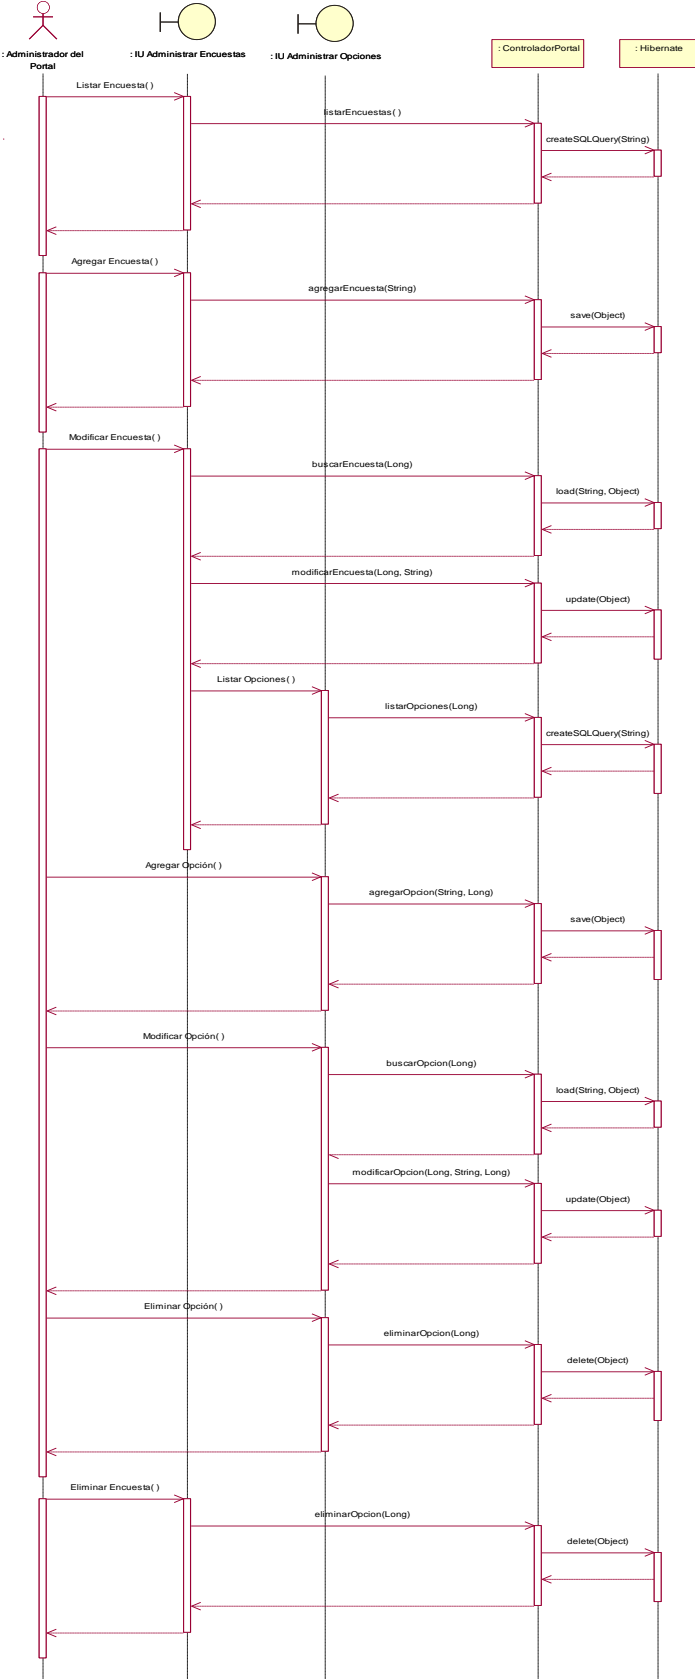 : Administrador del
Portal
: IU Administrar Encuestas
: IU Administrar Opciones
: ControladorPortal
: Hibernate
Listar Encuesta( )
listarEncuestas( )
createSQLQuery(String)
Agregar Encuesta( )
agregarEncuesta(String)
save(Object)
Modificar Encuesta( )
buscarEncuesta(Long)
load(String, Object)
modificarEncuesta(Long, String)
update(Object)
Listar Opciones( )
listarOpciones(Long)
createSQLQuery(String)
Agregar Opción( )
agregarOpcion(String, Long)
save(Object)
Modificar Opción( )
buscarOpcion(Long)
load(String, Object)
modificarOpcion(Long, String, Long)
update(Object)
Eliminar Opción( )
eliminarOpcion(Long)
delete(Object)
Eliminar Encuesta( )
eliminarOpcion(Long)
delete(Object)